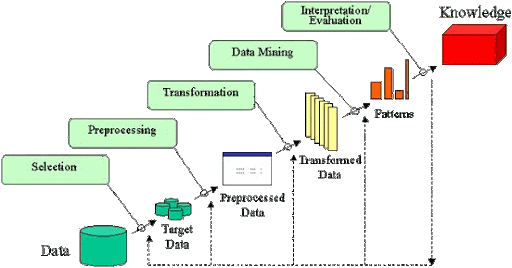 Interpretation/
Evaluation
Knowledge
Data Mining
Transformation
Patterns
Preprocessing
Transformed
Data
Selection
Preprocessed
Data
Target
Data
Data